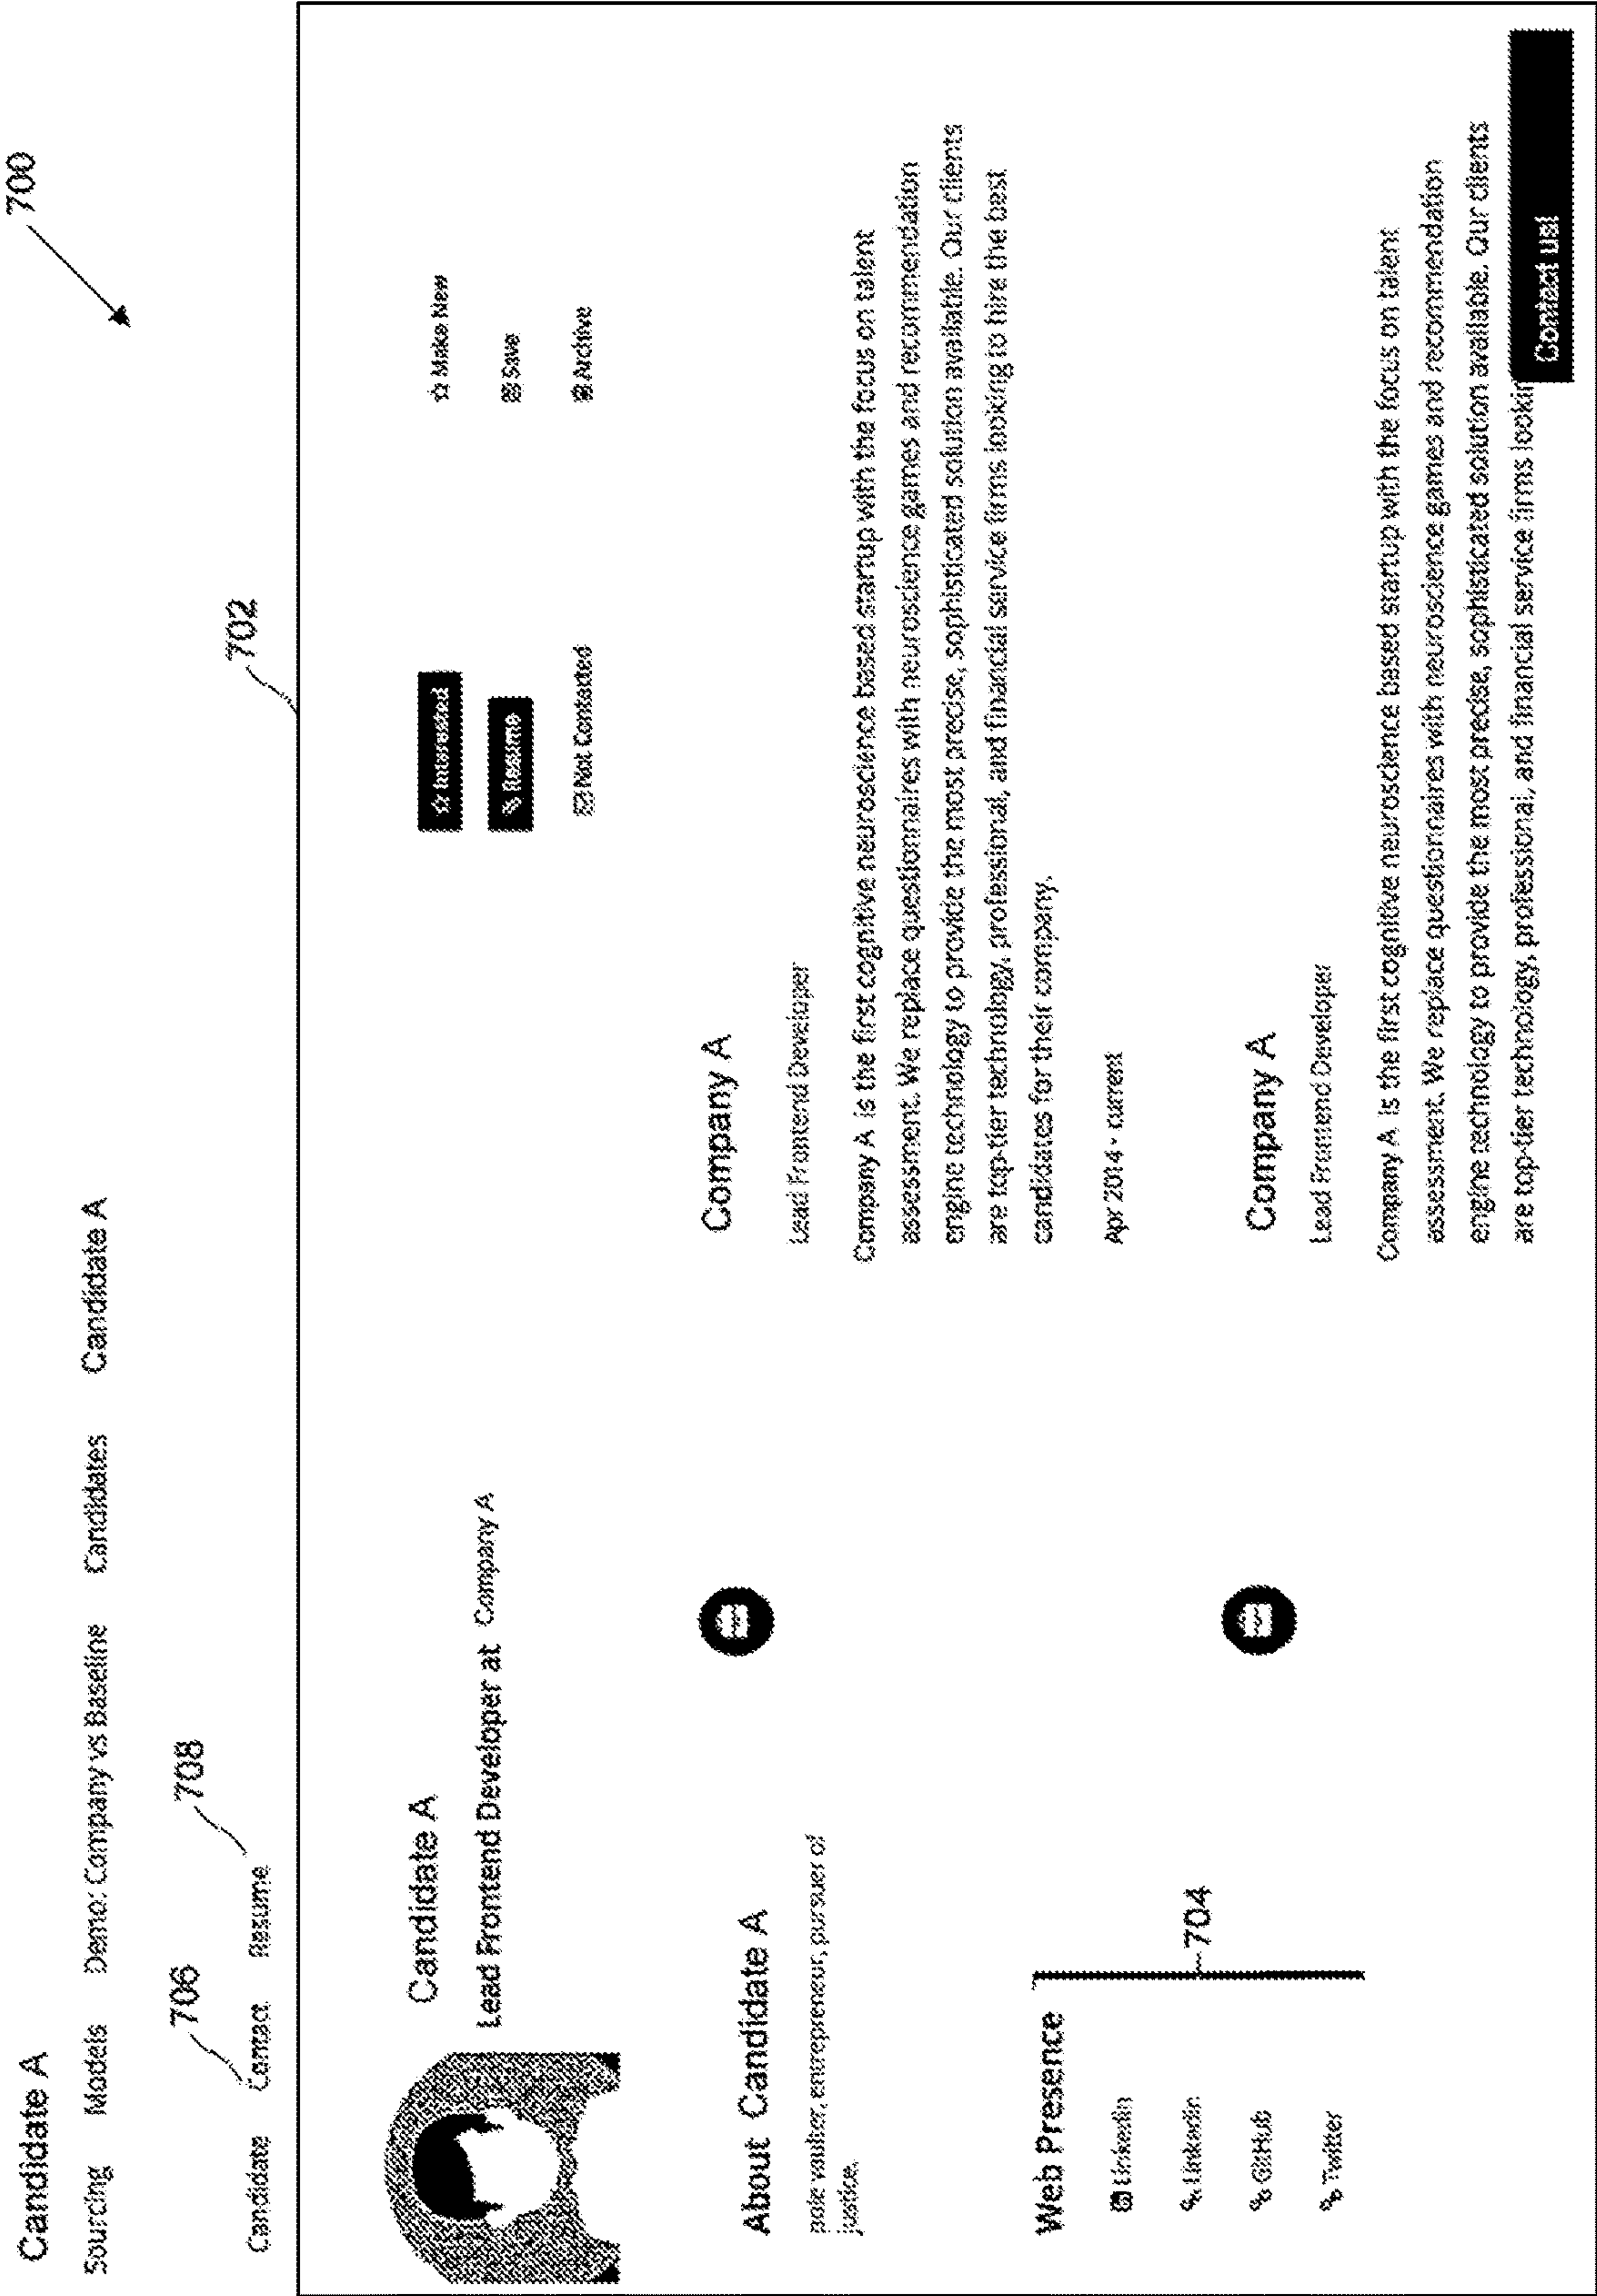 700
Candidate A
Sourcing Models Demo: Company vs Baseline Candidates Candidate A
706
708
702
Candidate Contact Resume
Candidate A
Lead Frontend Developer at Company A
Interested
Resume
Not Contacted
Make New
Save
Archive
About Candidate A
pole vaulter, entrepreneur, pursuer of
justice.
Web Presence
LinkedIn
LinkedIn
GitHub
Twitter
704
Company A
Lead Frontend Developer
Company A is the first cognitive neuroscience based startup with the focus on talent
assessment. We replace questionnaires with neuroscience games and recommendation
engine technology to provide the most precise, sophisticated solution available. Our clients
are top-tier technology, professional, and financial service firms looking to hire the best
candidates for their company.
Apr 2014 - current
Company A
Lead Frontend Developer
Company A is the first cognitive neuroscience based startup with the focus on talent
assessment. We replace questionnaires with neuroscience games and recommendation
engine technology to provide the most precise, sophisticated solution available. Our clients
are top-tier technology, professional, and financial service firms lookin
Contact us!